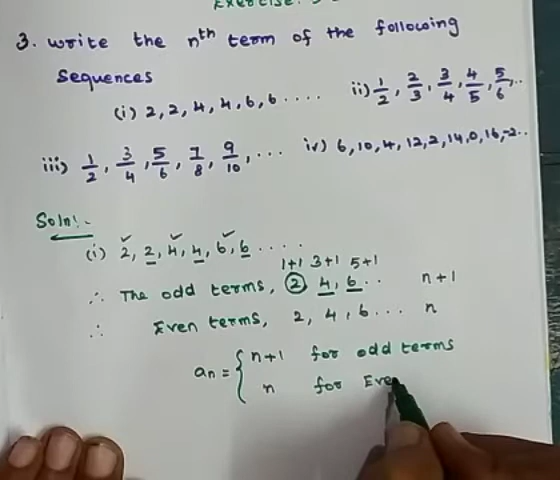 Exercise:
3. Write the nth term of the following
Sequences
(i) 2, 2, 4, 4, 6, 6 ....
ii) 1/2, 2/3, 3/4, 4/5, 5/6, ..
iii) 1/2, 3/4, 5/6, 7/8, 9/10, ...
iv) 6, 10, 4, 12, 2, 14, 0, 16, -2..
Soln:-
(i) 2, 2, 4, 4, 6, 6 ....
1+1 3+1 5+1
∴ The odd terms, 2, 4, 6... n+1
∴ Even terms, 2, 4, 6... n
an = { n+1 for odd terms
n for Eve